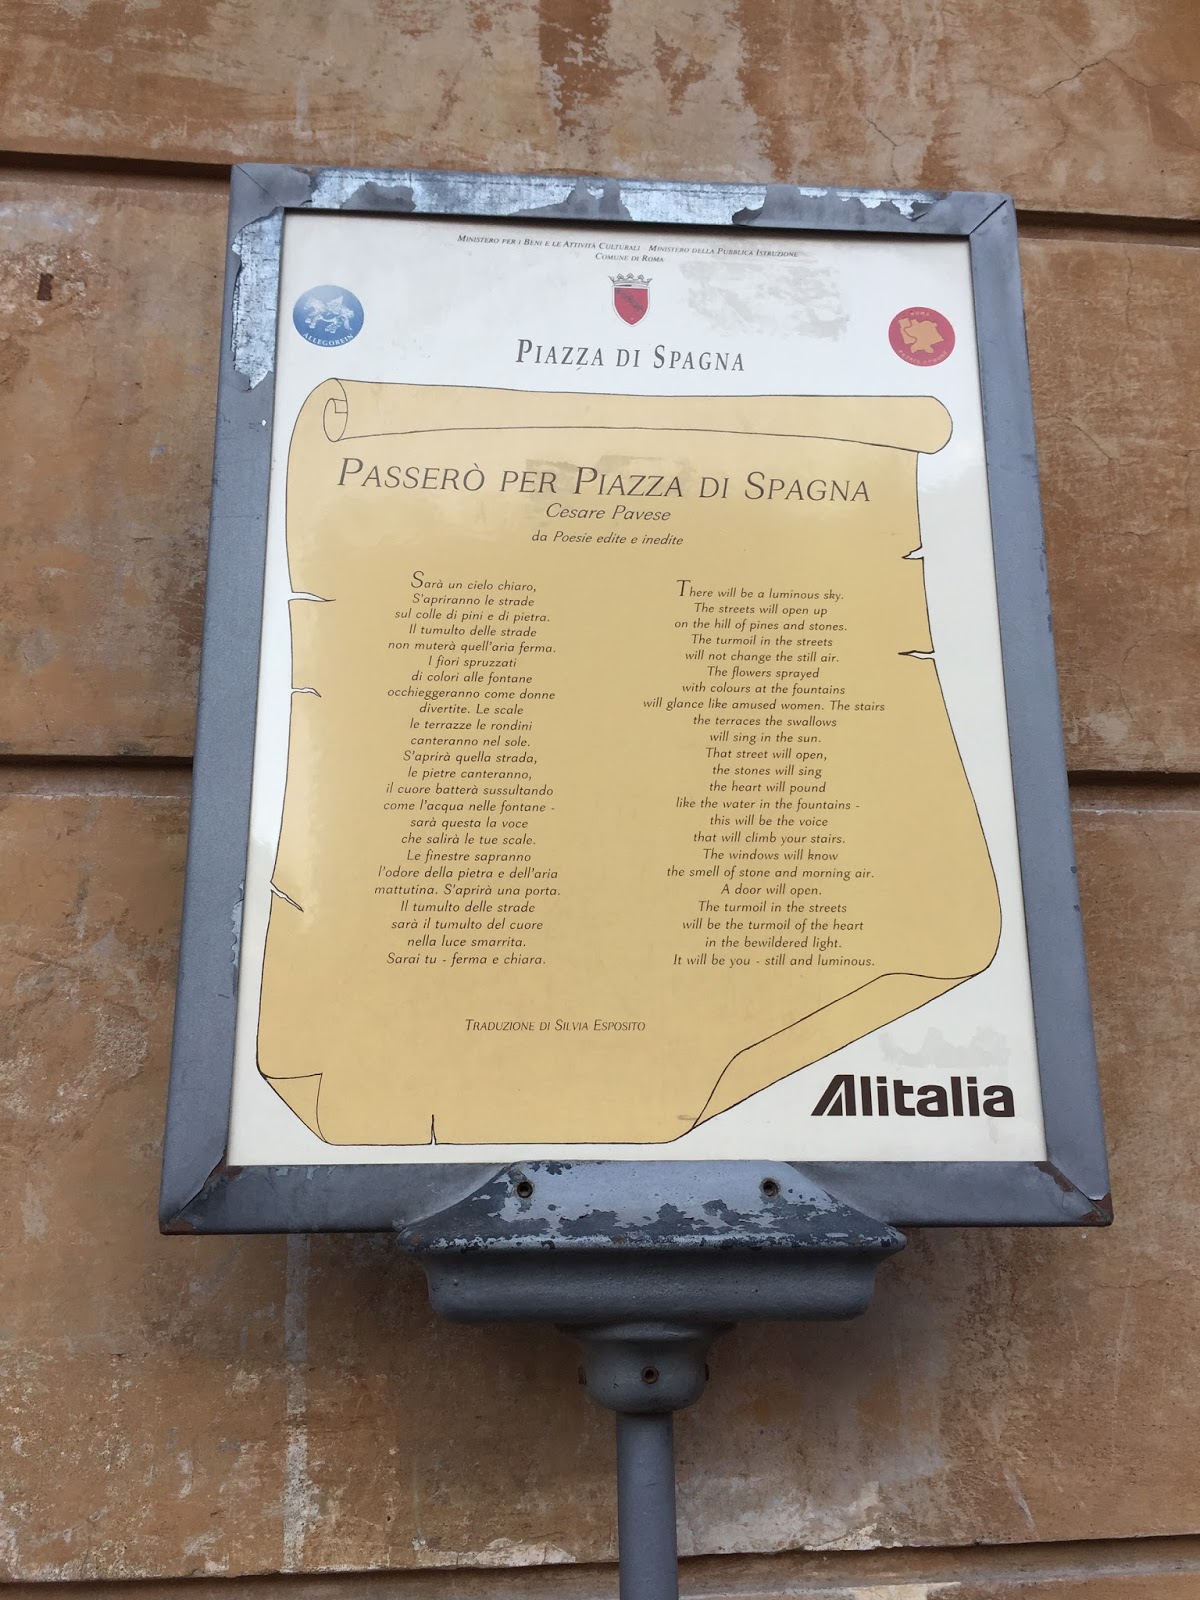 MINISTERO PER I BENI E LE ATTIVITÀ CULTURALI MINISTERO DELLA PUBBLICA ISTRUZIONE
COMUNE DI ROMA
ALLEGOREIN
PIAZZA DI SPAGNA
PASSERÒ PER PIAZZA DI SPAGNA
Cesare Pavese
da Poesie edite e inedite
Sarà un cielo chiaro,
S'apriranno le strade
sul colle di pini e di pietra.
Il tumulto delle strade
non muterà quell'aria ferma.
I fiori spruzzati
di colori alle fontane
occhieggeranno come donne
divertite. Le scale
le terrazze le rondini
canteranno nel sole.
S'aprirà quella strada,
le pietre canteranno,
il cuore batterà sussultando
come l'acqua nelle fontane -
sarà questa la voce
che salirà le tue scale.
Le finestre sapranno
l'odore della pietra e dell'aria
mattutina. S'aprirà una porta.
Il tumulto delle strade
sarà il tumulto del cuore
nella luce smarrita.
Sarai tu - ferma e chiara.
There will be a luminous sky.
The streets will open up
on the hill of pines and stones.
The turmoil in the streets
will not change the still air.
The flowers sprayed
with colours at the fountains
will glance like amused women. The stairs
the terraces the swallows
will sing in the sun.
That street will open,
the stones will sing
the heart will pound
like the water in the fountains -
this will be the voice
that will climb your stairs.
The windows will know
the smell of stone and morning air.
A door will open.
The turmoil in the streets
will be the turmoil of the heart
in the bewildered light.
It will be you - still and luminous.
TRADUZIONE DI SILVIA ESPOSITO
Alitalia